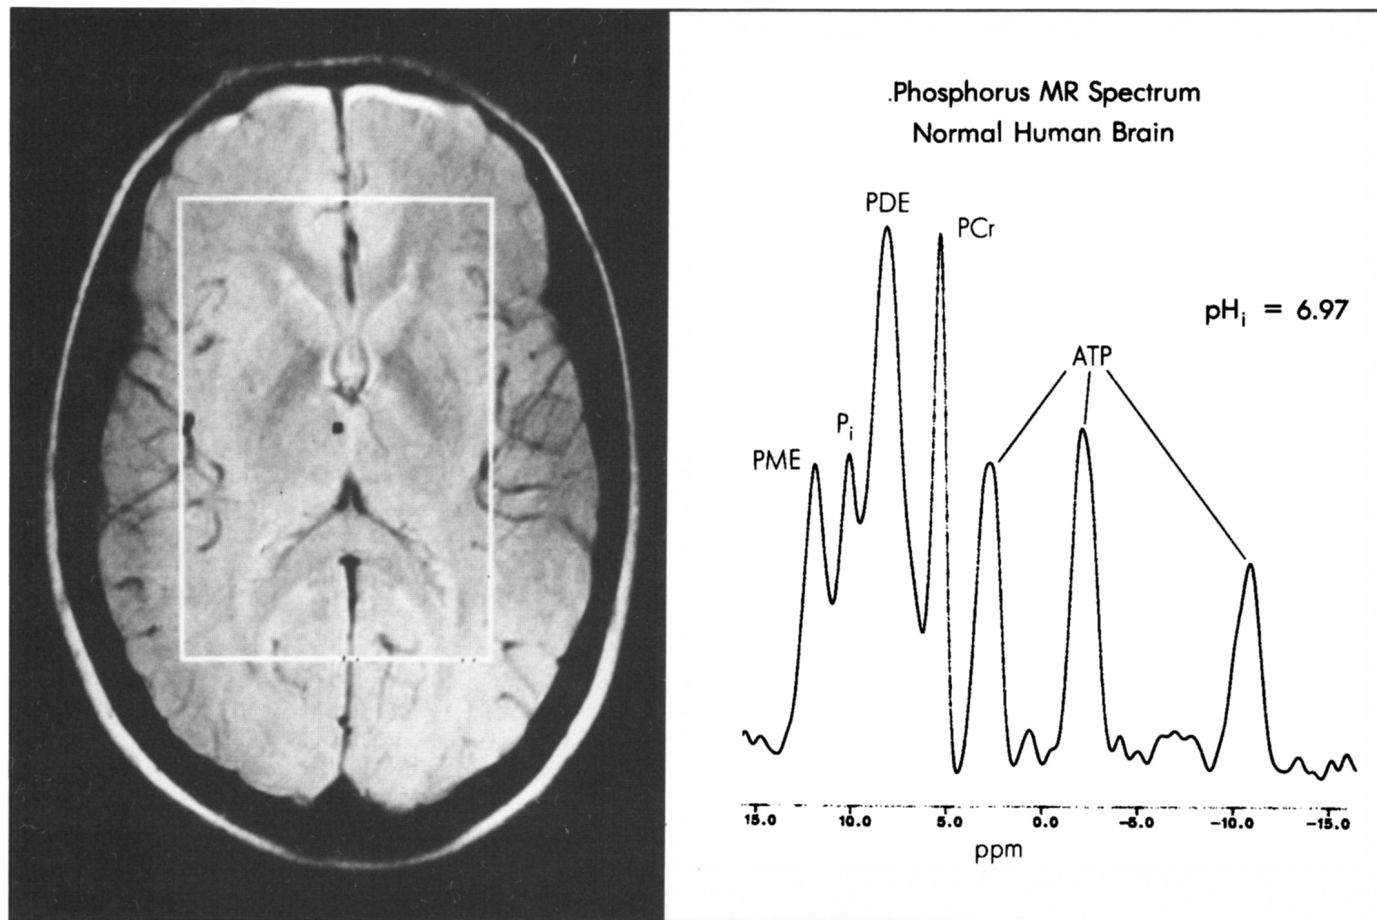 .Phosphorus MR Spectrum
Normal Human Brain
PDE
PCr
pHi = 6.97
ATP
Pi
PME
15.0 10.0 5.0 0.0 -5.0 -10.0 -15.0
ppm